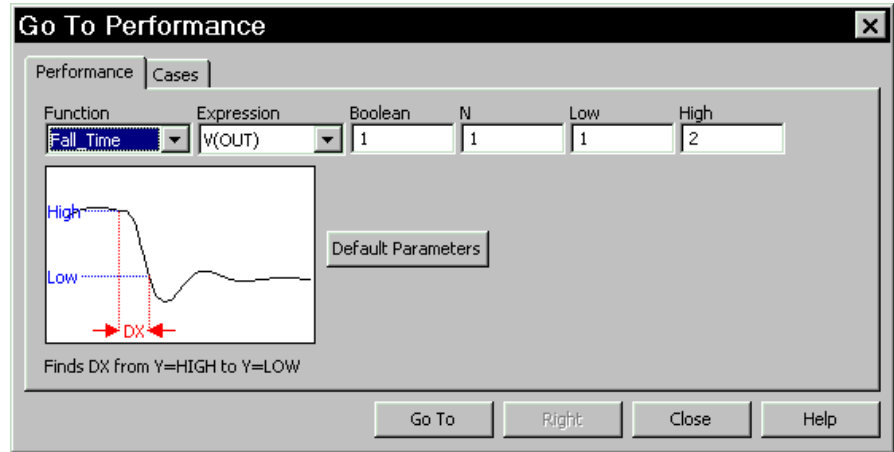 Go To Performance
Performance Cases
Function Expression Boolean N Low High
Fall_Time V(OUT) 1 1 1 2
High
Low
DX
Default Parameters
Finds DX from Y=HIGH to Y=LOW
Go To Right Close Help